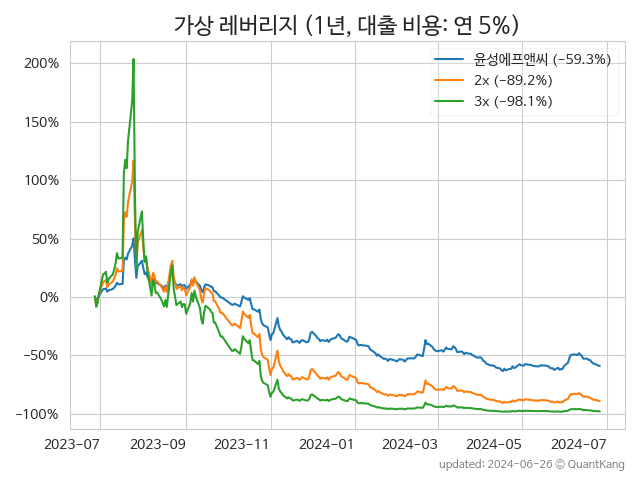 가상 레버리지 (1년, 대출 비용: 연 5%)
윤성에프앤씨 (-59.3%)
2x (-89.2%)
3x (-98.1%)
200%
150%
100%
50%
0%
-50%
-100%
2023-07 2023-09 2023-11 2024-01 2024-03 2024-05 2024-07
updated: 2024-06-26 © QuantKang